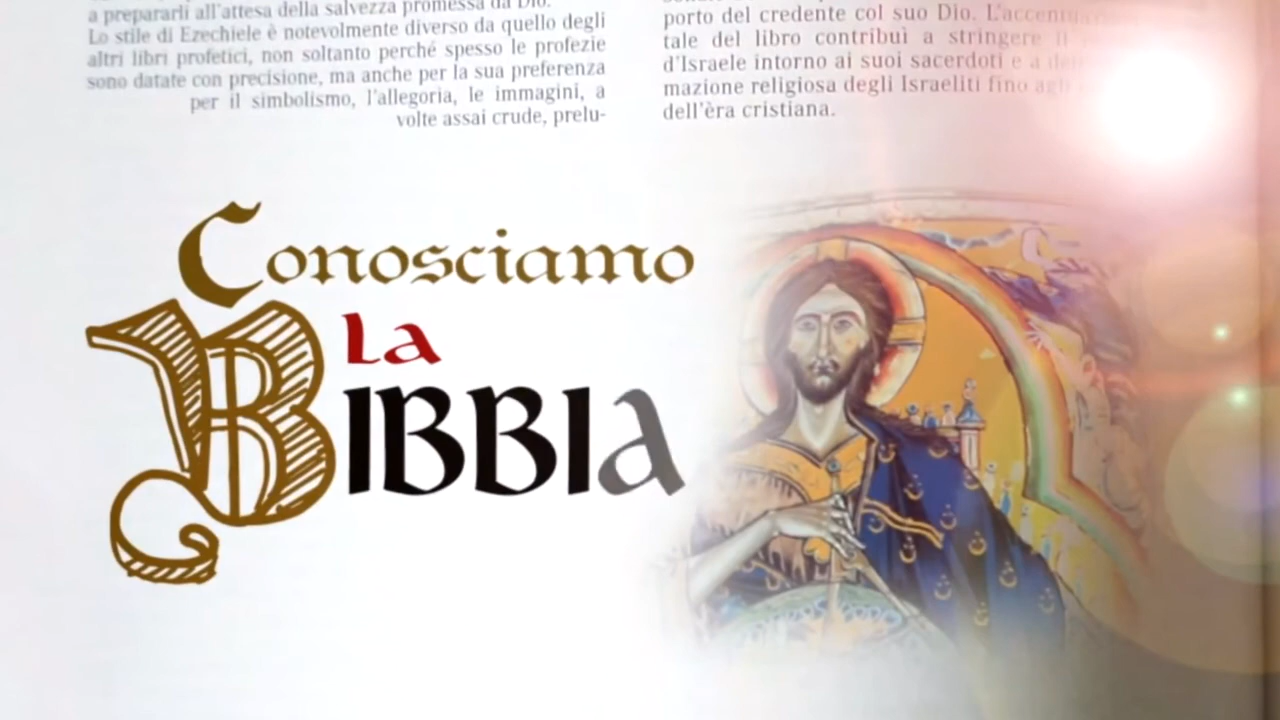 a prepararli all'attesa della salvezza promessa da Dio.
Lo stile di Ezechiele è notevolmente diverso da quello degli
altri libri profetici, non soltanto perché spesso le profezie
sono datate con precisione, ma anche per la sua preferenza
per il simbolismo, l'allegoria, le immagini, a
volte assai crude, prelu-
porto del credente col suo Dio. L'accentu
tale del libro contribuì a stringere il
d'Israele intorno ai suoi sacerdoti e a
mazione religiosa degli Israeliti fino agli
dell'èra cristiana.
Conosciamo
La
B
BIBBIA